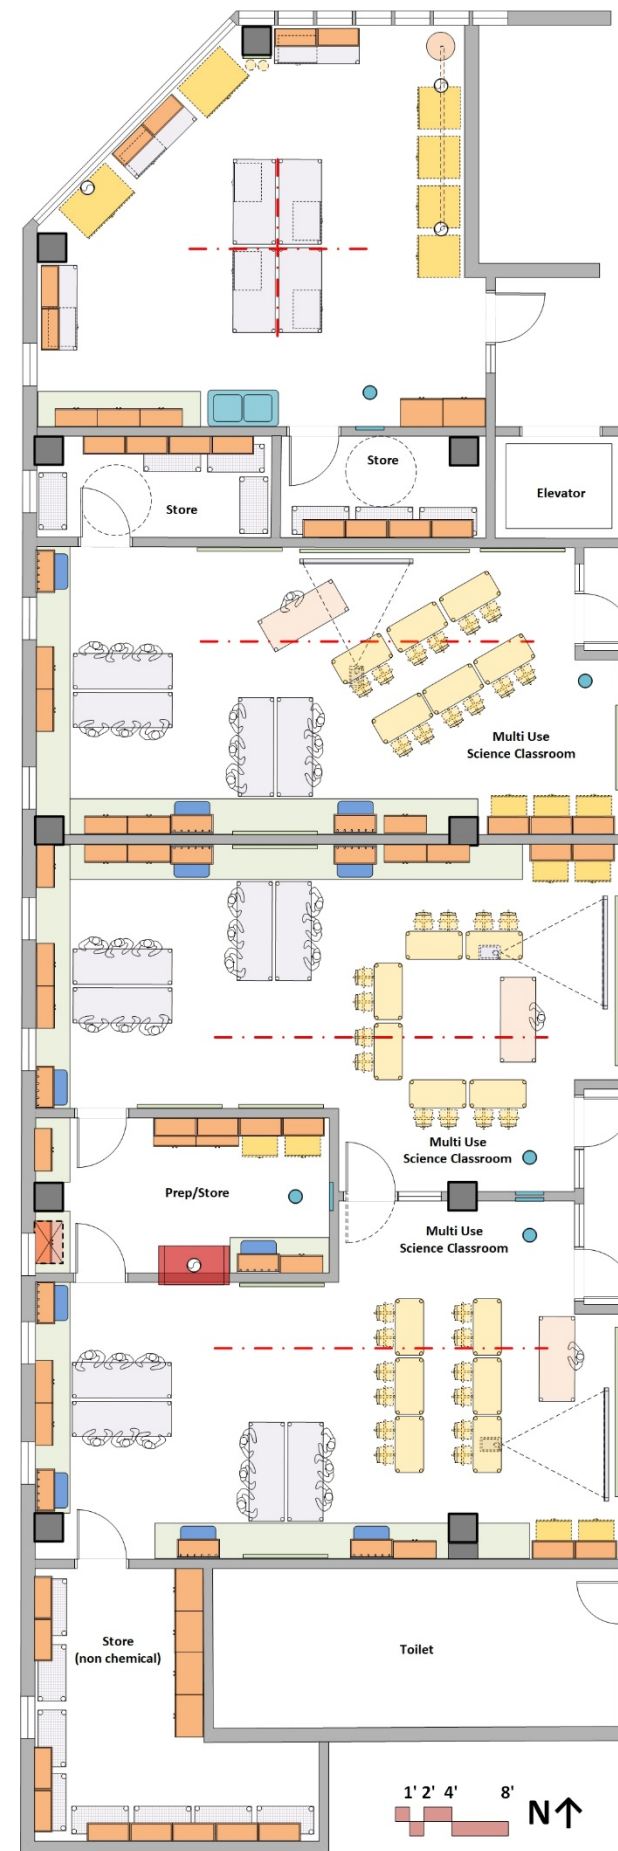 Store
Store
Elevator
Multi Use
Science Classroom
Multi Use
Science Classroom
Prep/Store
Multi Use
Science Classroom
Store
(non chemical)
Toilet
1' 2' 4' 8'
N↑